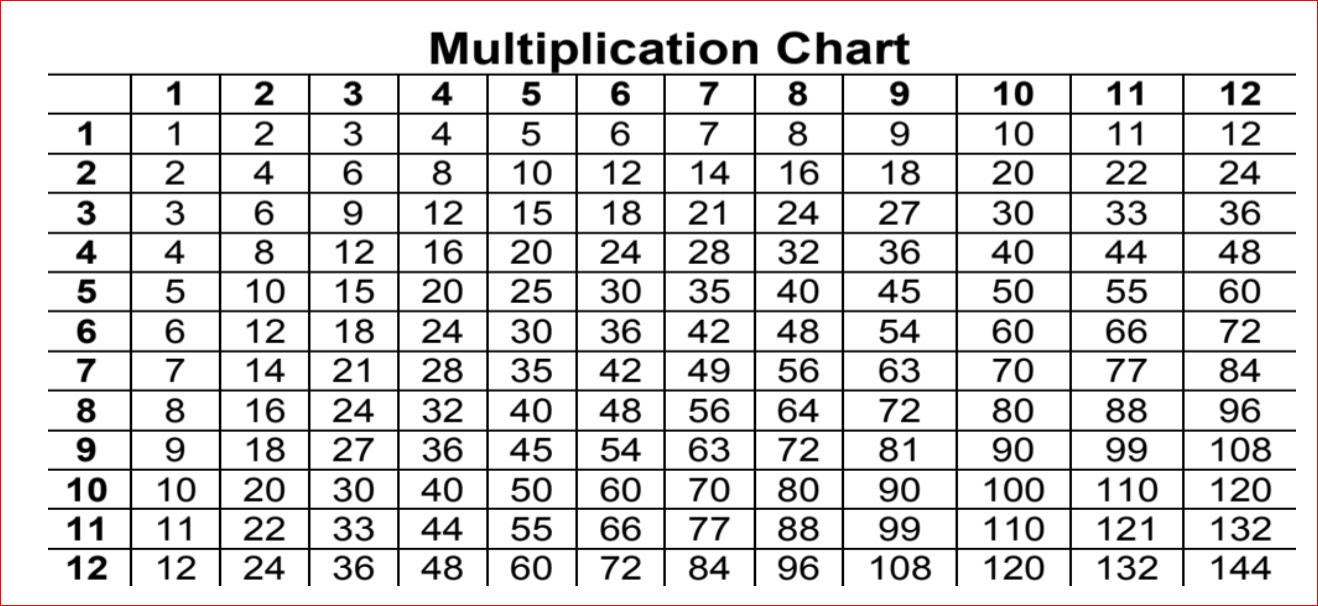 Multiplication Chart
1 2 3 4 5 6 7 8 9 10 11 12
1 1 2 3 4 5 6 7 8 9 10 11 12
2 2 4 6 8 10 12 14 16 18 20 22 24
3 3 6 9 12 15 18 21 24 27 30 33 36
4 4 8 12 16 20 24 28 32 36 40 44 48
5 5 10 15 20 25 30 35 40 45 50 55 60
6 6 12 18 24 30 36 42 48 54 60 66 72
7 7 14 21 28 35 42 49 56 63 70 77 84
8 8 16 24 32 40 48 56 64 72 80 88 96
9 9 18 27 36 45 54 63 72 81 90 99 108
10 10 20 30 40 50 60 70 80 90 100 110 120
11 11 22 33 44 55 66 77 88 99 110 121 132
12 12 24 36 48 60 72 84 96 108 120 132 144